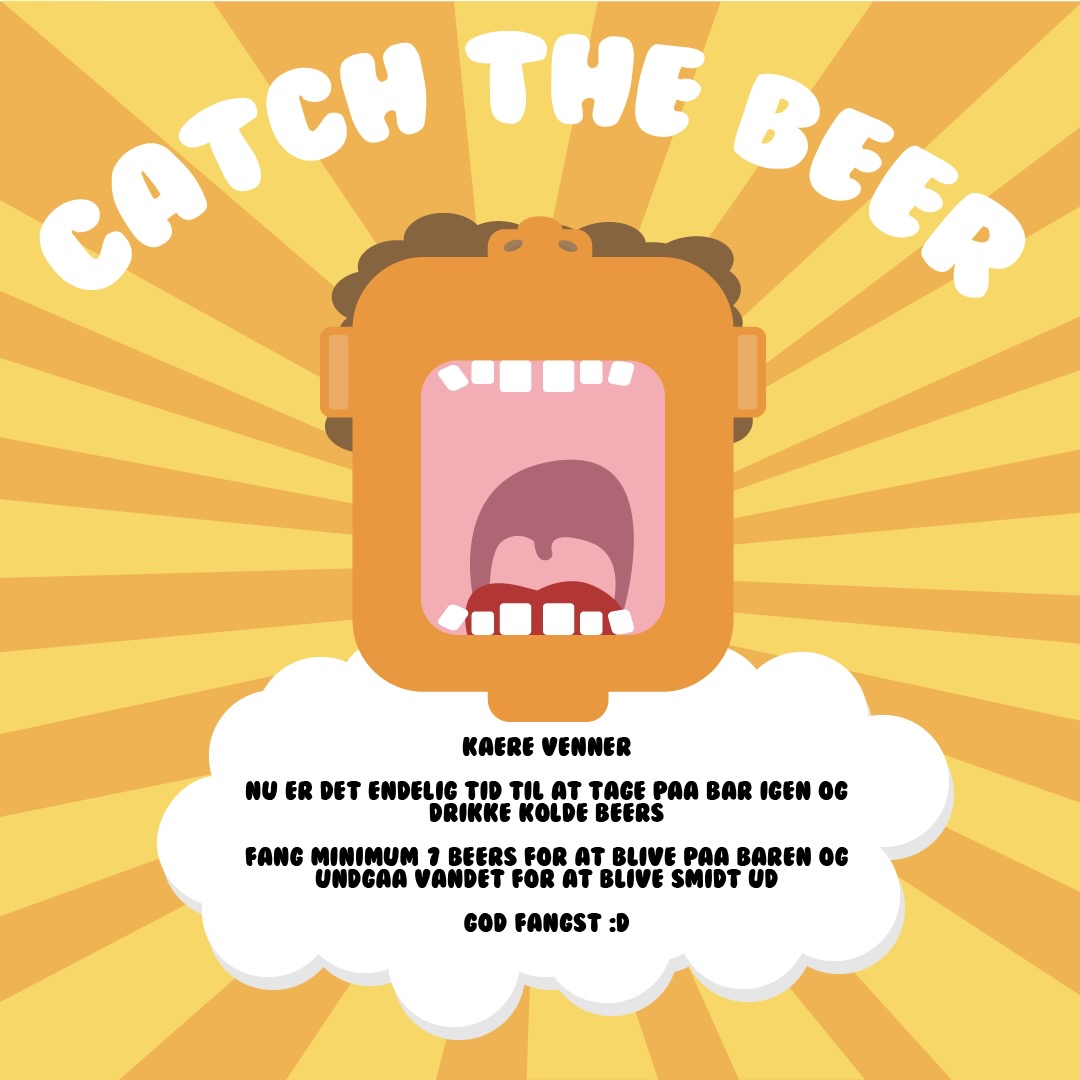 CATCH THE BEER
KAERE VENNER
NU ER DET ENDELIG TID TIL AT TAGE PAA BAR IGEN OG
DRIKKE KOLDE BEERS
FANG MINIMUM 7 BEERS FOR AT BLIVE PAA BAREN OG
UNDGAA VANDET FOR AT BLIVE SMIDT UD
GOD FANGST :D